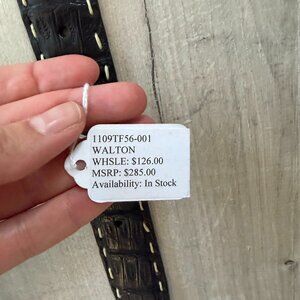 1109TF56-001
WALTON
WHSLE: $126.00
MSRP: $285.00
Availability: In Stock